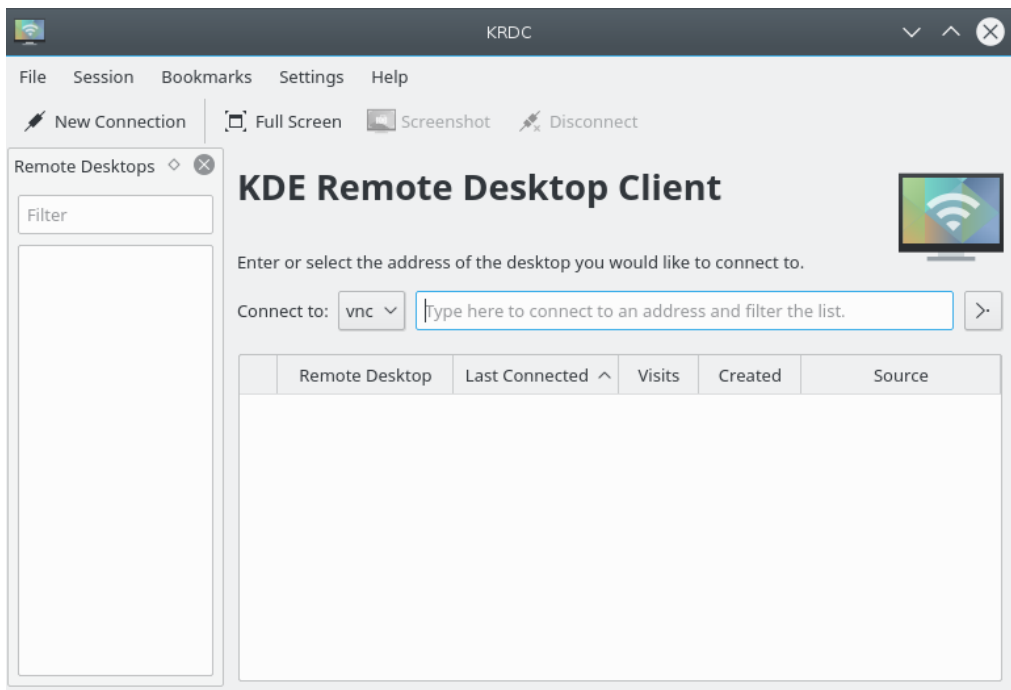 KRDC
File Session Bookmarks Settings Help
New Connection Full Screen Screenshot Disconnect
Remote Desktops
Filter
KDE Remote Desktop Client
Enter or select the address of the desktop you would like to connect to.
Connect to: vnc Type here to connect to an address and filter the list.
Remote Desktop Last Connected Visits Created Source